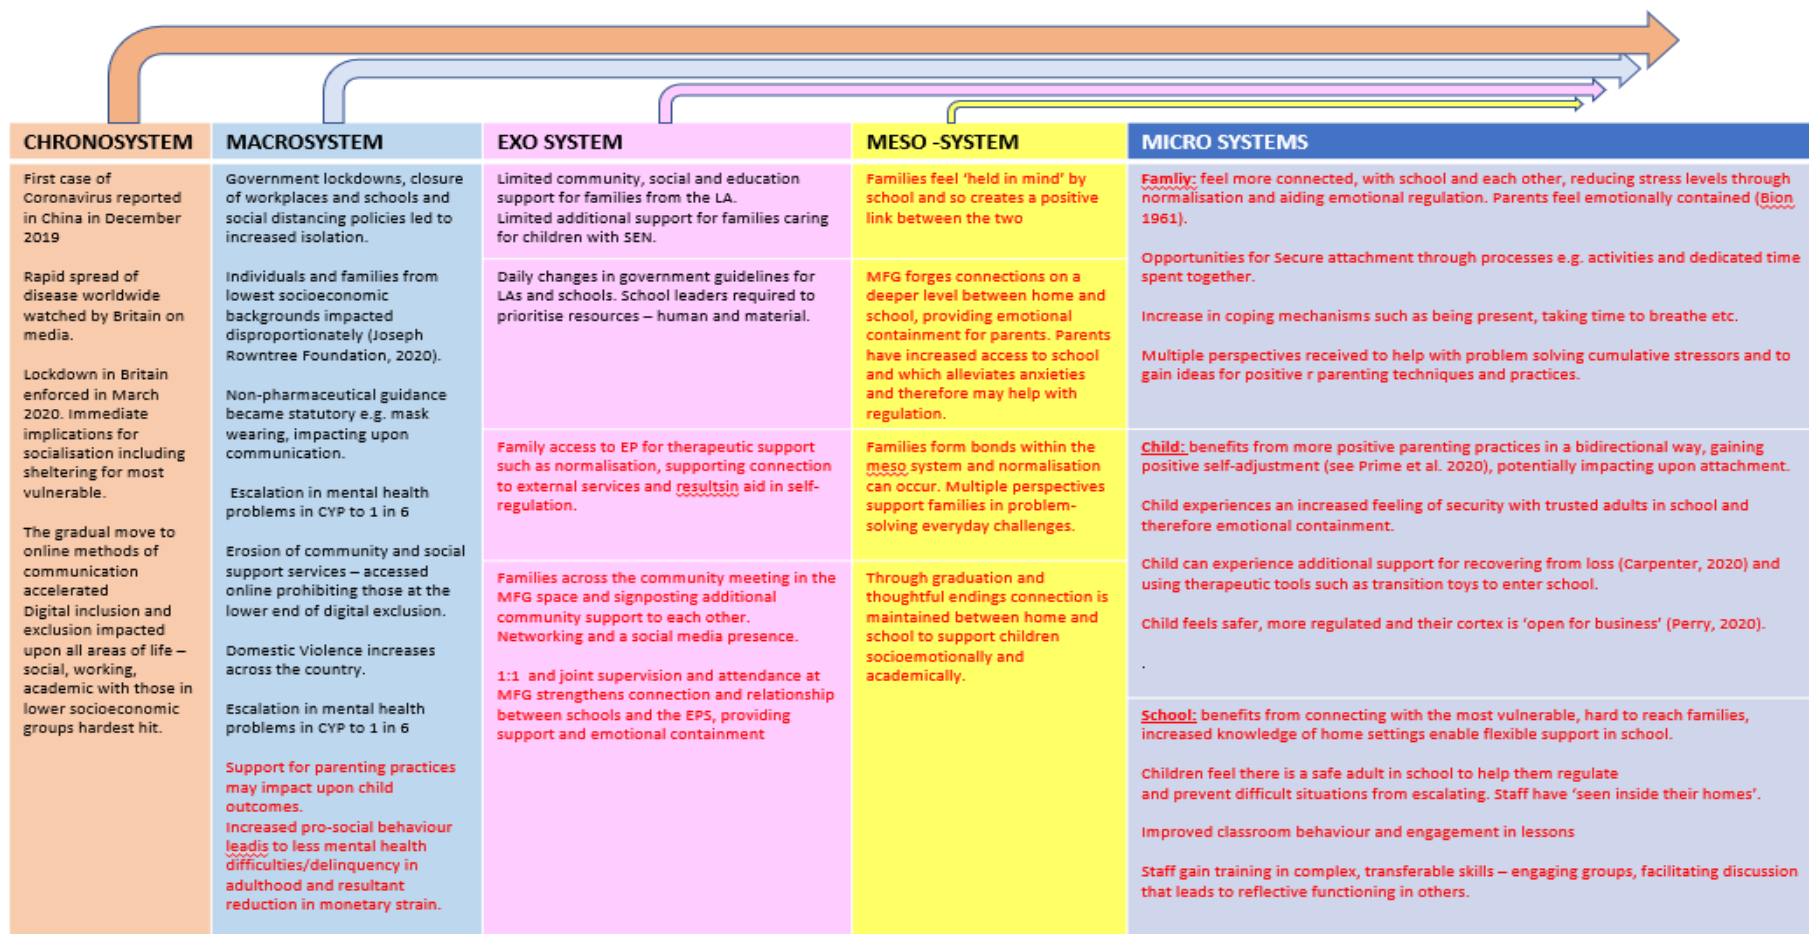 CHRONOSYSTEM
First case of
Coronavirus reported
in China in December
2019
Rapid spread of
disease worldwide
watched by Britain on
media.
Lockdown in Britain
enforced in March
2020. Immediate
implications for
socialisation including
sheltering for most
vulnerable.
The gradual move to
online methods of
communication
accelerated
Digital inclusion and
exclusion impacted
upon all areas of life –
social, working,
academic with those in
lower socioeconomic
groups hardest hit.
MACROSYSTEM
Government lockdowns, closure
of workplaces and schools and
social distancing policies led to
increased isolation.
Individuals and families from
lowest socioeconomic
backgrounds impacted
disproportionately (Joseph
Rowntree Foundation, 2020).
Non-pharmaceutical guidance
became statutory e.g. mask
wearing, impacting upon
communication.
Escalation in mental health
problems in CYP to 1 in 6
Erosion of community and social
support services – accessed
online prohibiting those at the
lower end of digital exclusion.
Domestic Violence increases
across the country.
Escalation in mental health
problems in CYP to 1 in 6
Support for parenting practices
may impact upon child
outcomes.
Increased pro-social behaviour
leadis to less mental health
difficulties/delinquency in
adulthood and resultant
reduction in monetary strain.
EXO SYSTEM
Limited community, social and education
support for families from the LA.
Limited additional support for families caring
for children with SEN.
Daily changes in government guidelines for
LAs and schools. School leaders required to
prioritise resources – human and material.
Family access to EP for therapeutic support
such as normalisation, supporting connection
to external services and resultsin aid in self-
regulation.
Families across the community meeting in the
MFG space and signposting additional
community support to each other.
Networking and a social media presence.
1:1 and joint supervision and attendance at
MFG strengthens connection and relationship
between schools and the EPS, providing
support and emotional containment
MESO -SYSTEM
Families feel ‘held in mind’ by
school and so creates a positive
link between the two
MFG forges connections on a
deeper level between home and
school, providing emotional
containment for parents. Parents
have increased access to school
and which alleviates anxieties
and therefore may help with
regulation.
Families form bonds within the
meso system and normalisation
can occur. Multiple perspectives
support families in problem-
solving everyday challenges.
Through graduation and
thoughtful endings connection is
maintained between home and
school to support children
socioemotionally and
academically.
MICRO SYSTEMS
Famliy: feel more connected, with school and each other, reducing stress levels through
normalisation and aiding emotional regulation. Parents feel emotionally contained (Bion
1961).
Opportunities for Secure attachment through processes e.g. activities and dedicated time
spent together.
Increase in coping mechanisms such as being present, taking time to breathe etc.
Multiple perspectives received to help with problem solving cumulative stressors and to
gain ideas for positive r parenting techniques and practices.
Child: benefits from more positive parenting practices in a bidirectional way, gaining
positive self-adjustment (see Prime et al. 2020), potentially impacting upon attachment.
Child experiences an increased feeling of security with trusted adults in school and
therefore emotional containment.
Child can experience additional support for recovering from loss (Carpenter, 2020) and
using therapeutic tools such as transition toys to enter school.
Child feels safer, more regulated and their cortex is ‘open for business’ (Perry, 2020).
.
School: benefits from connecting with the most vulnerable, hard to reach families,
increased knowledge of home settings enable flexible support in school.
Children feel there is a safe adult in school to help them regulate
and prevent difficult situations from escalating. Staff have ‘seen inside their homes’.
Improved classroom behaviour and engagement in lessons
Staff gain training in complex, transferable skills – engaging groups, facilitating discussion
that leads to reflective functioning in others.